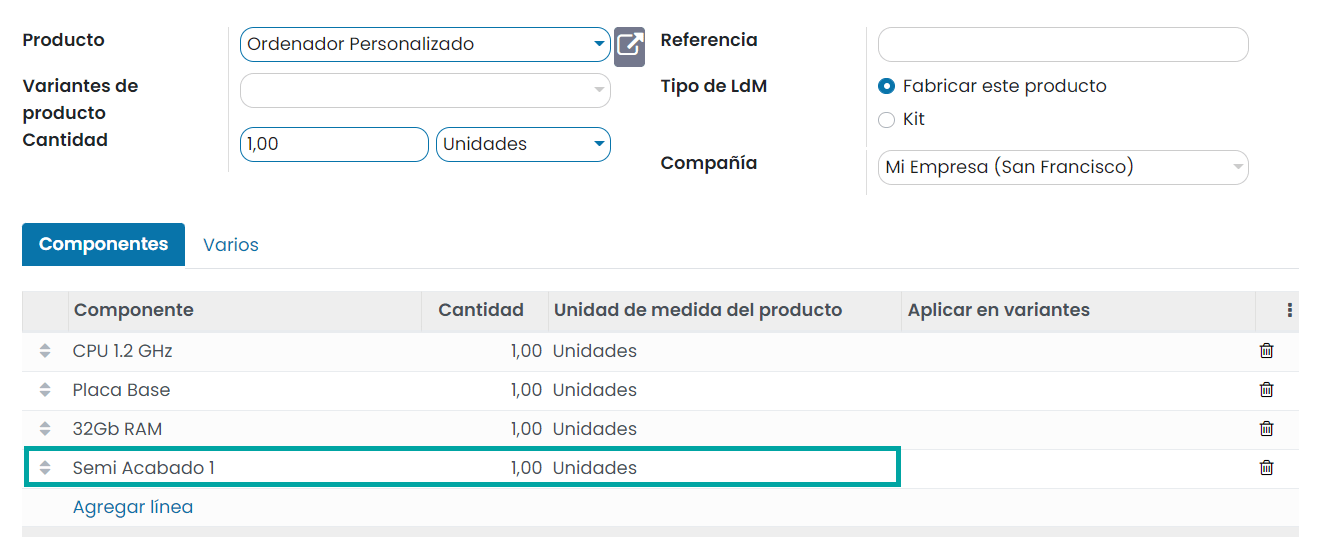 Producto
Ordenador Personalizado
Referencia
Variantes de
producto
Tipo de LdM
Fabricar este producto
Kit
Cantidad
1,00
Unidades
Compañía
Mi Empresa (San Francisco)
Componentes
Varios
Componente Cantidad Unidad de medida del producto Aplicar en variantes
CPU 1.2 GHz 1,00 Unidades
Placa Base 1,00 Unidades
32Gb RAM 1,00 Unidades
Semi Acabado 1 1,00 Unidades
Agregar línea